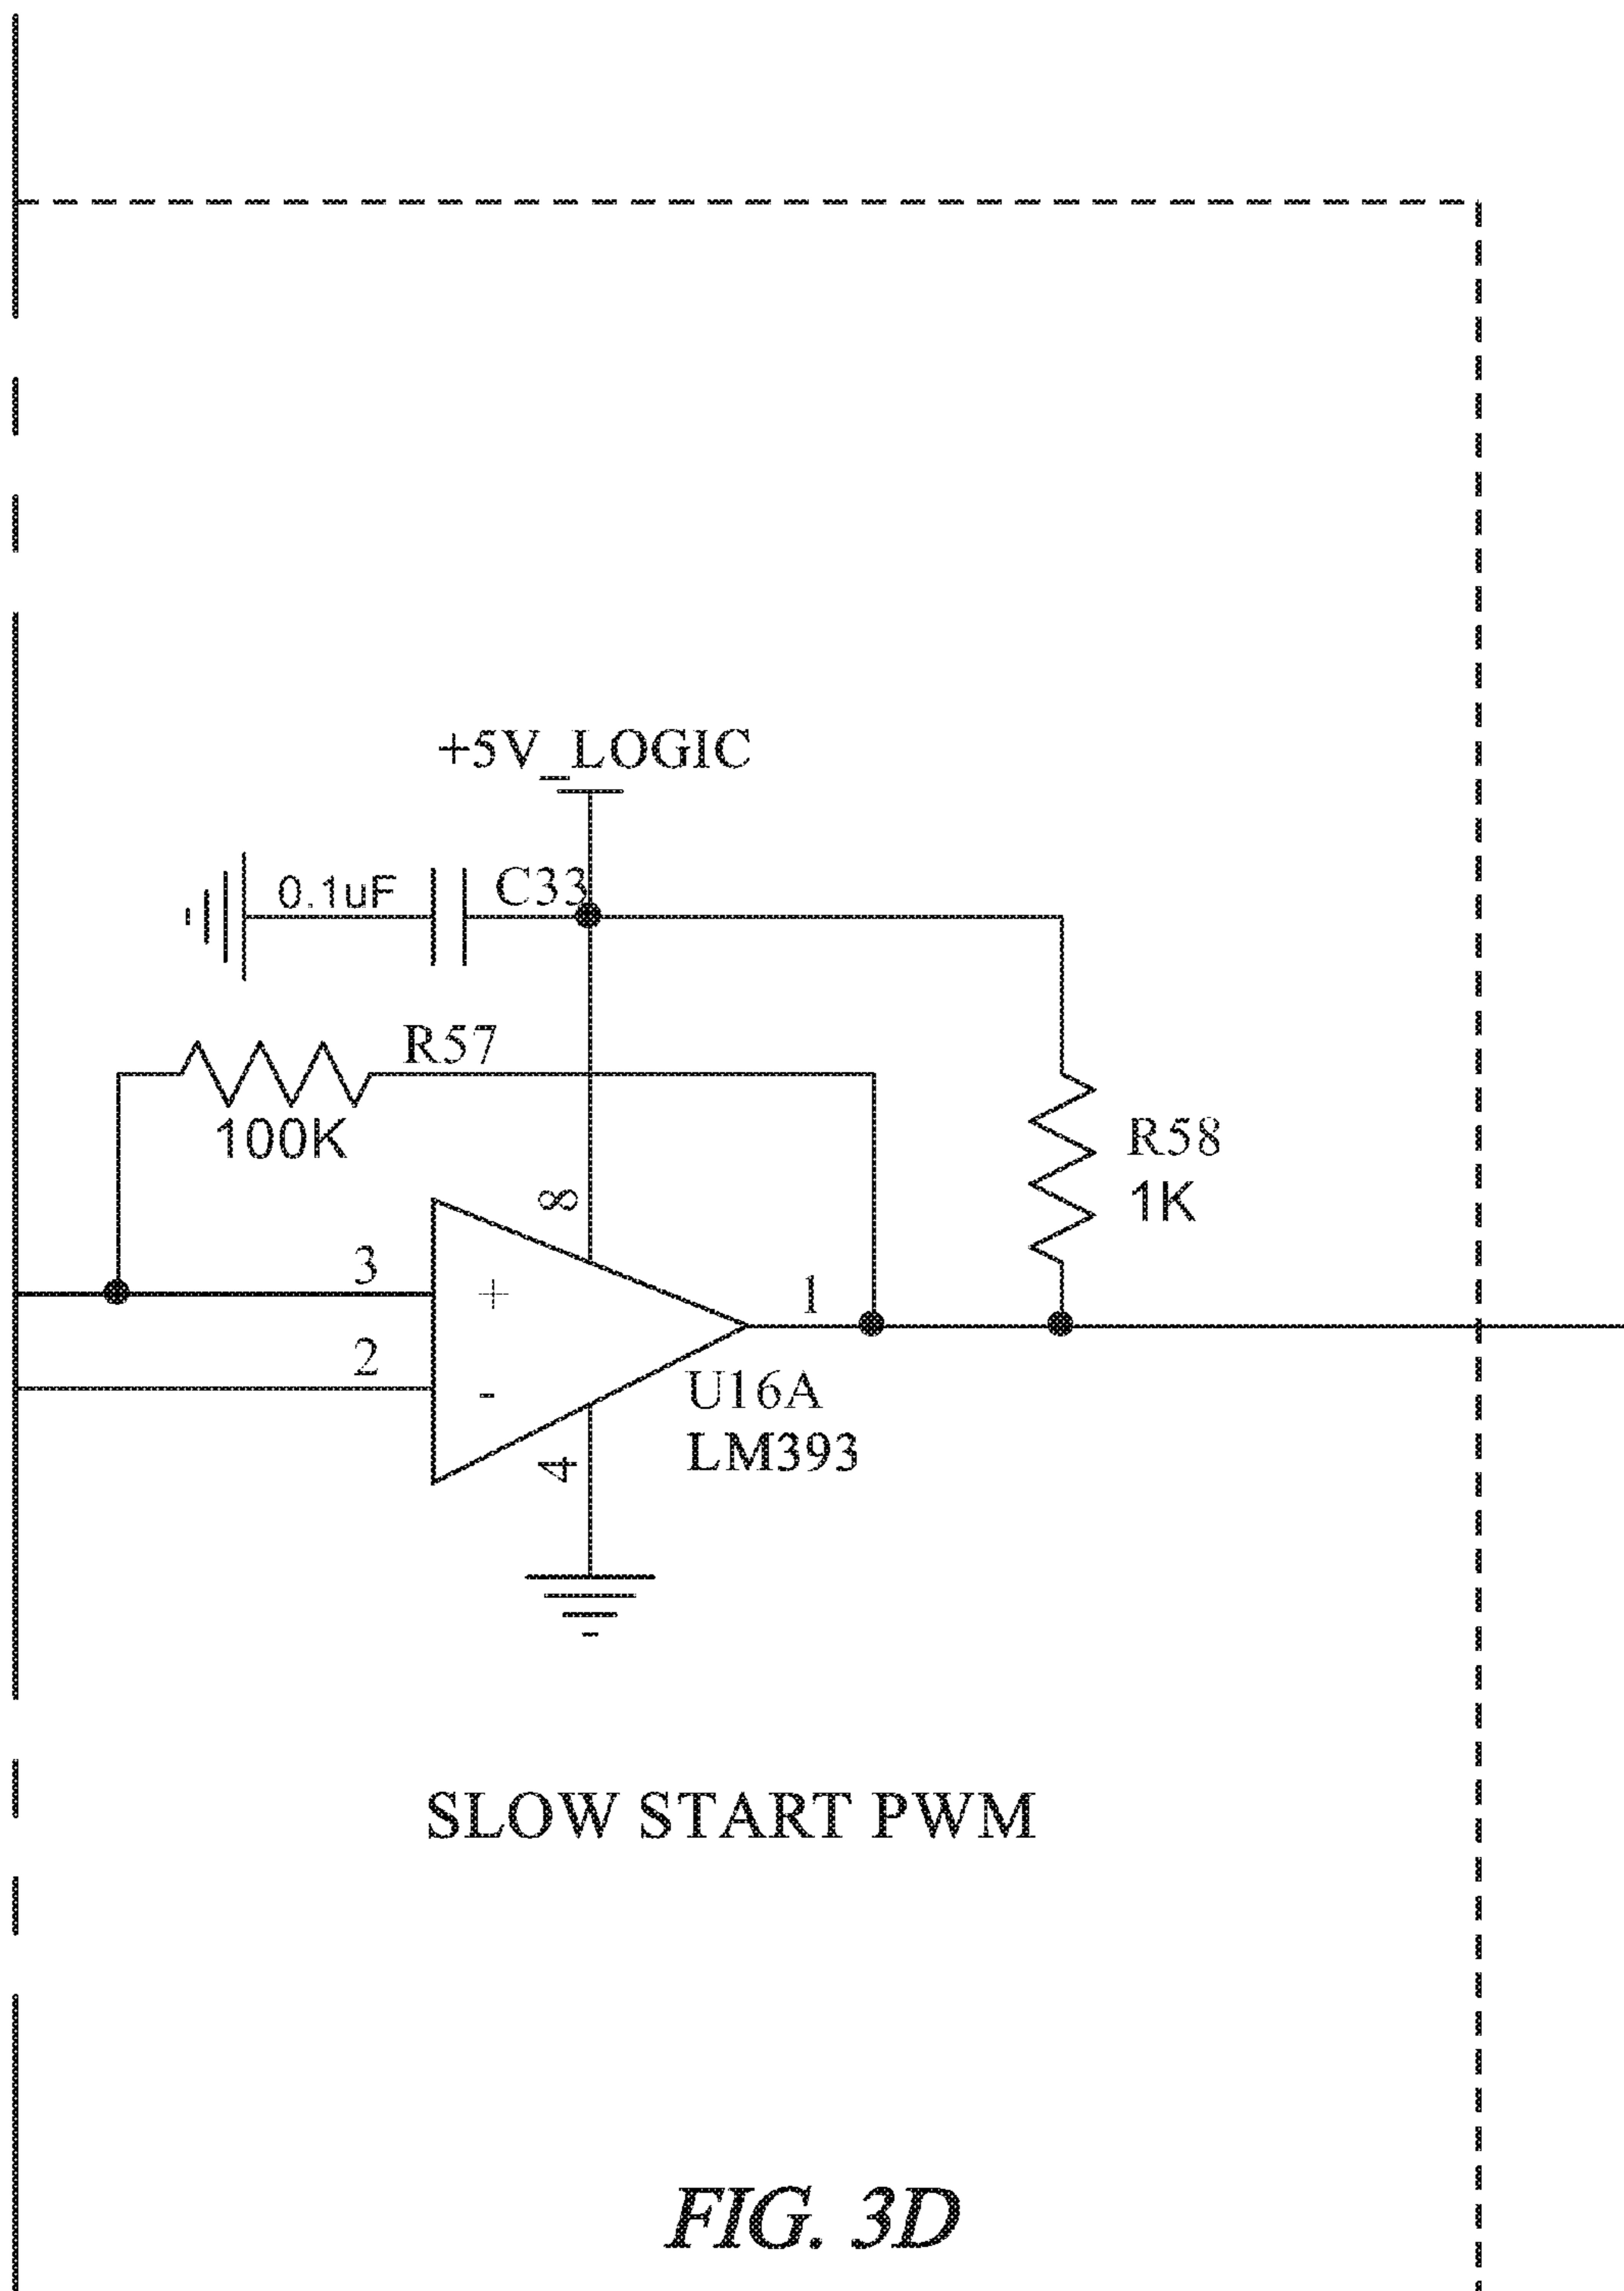 +5V_LOGIC
0.1uF
C33
R57
100K
R58
1K
8
3
+
1
2
-
U16A
LM393
4
SLOW START PWM
FIG. 3D